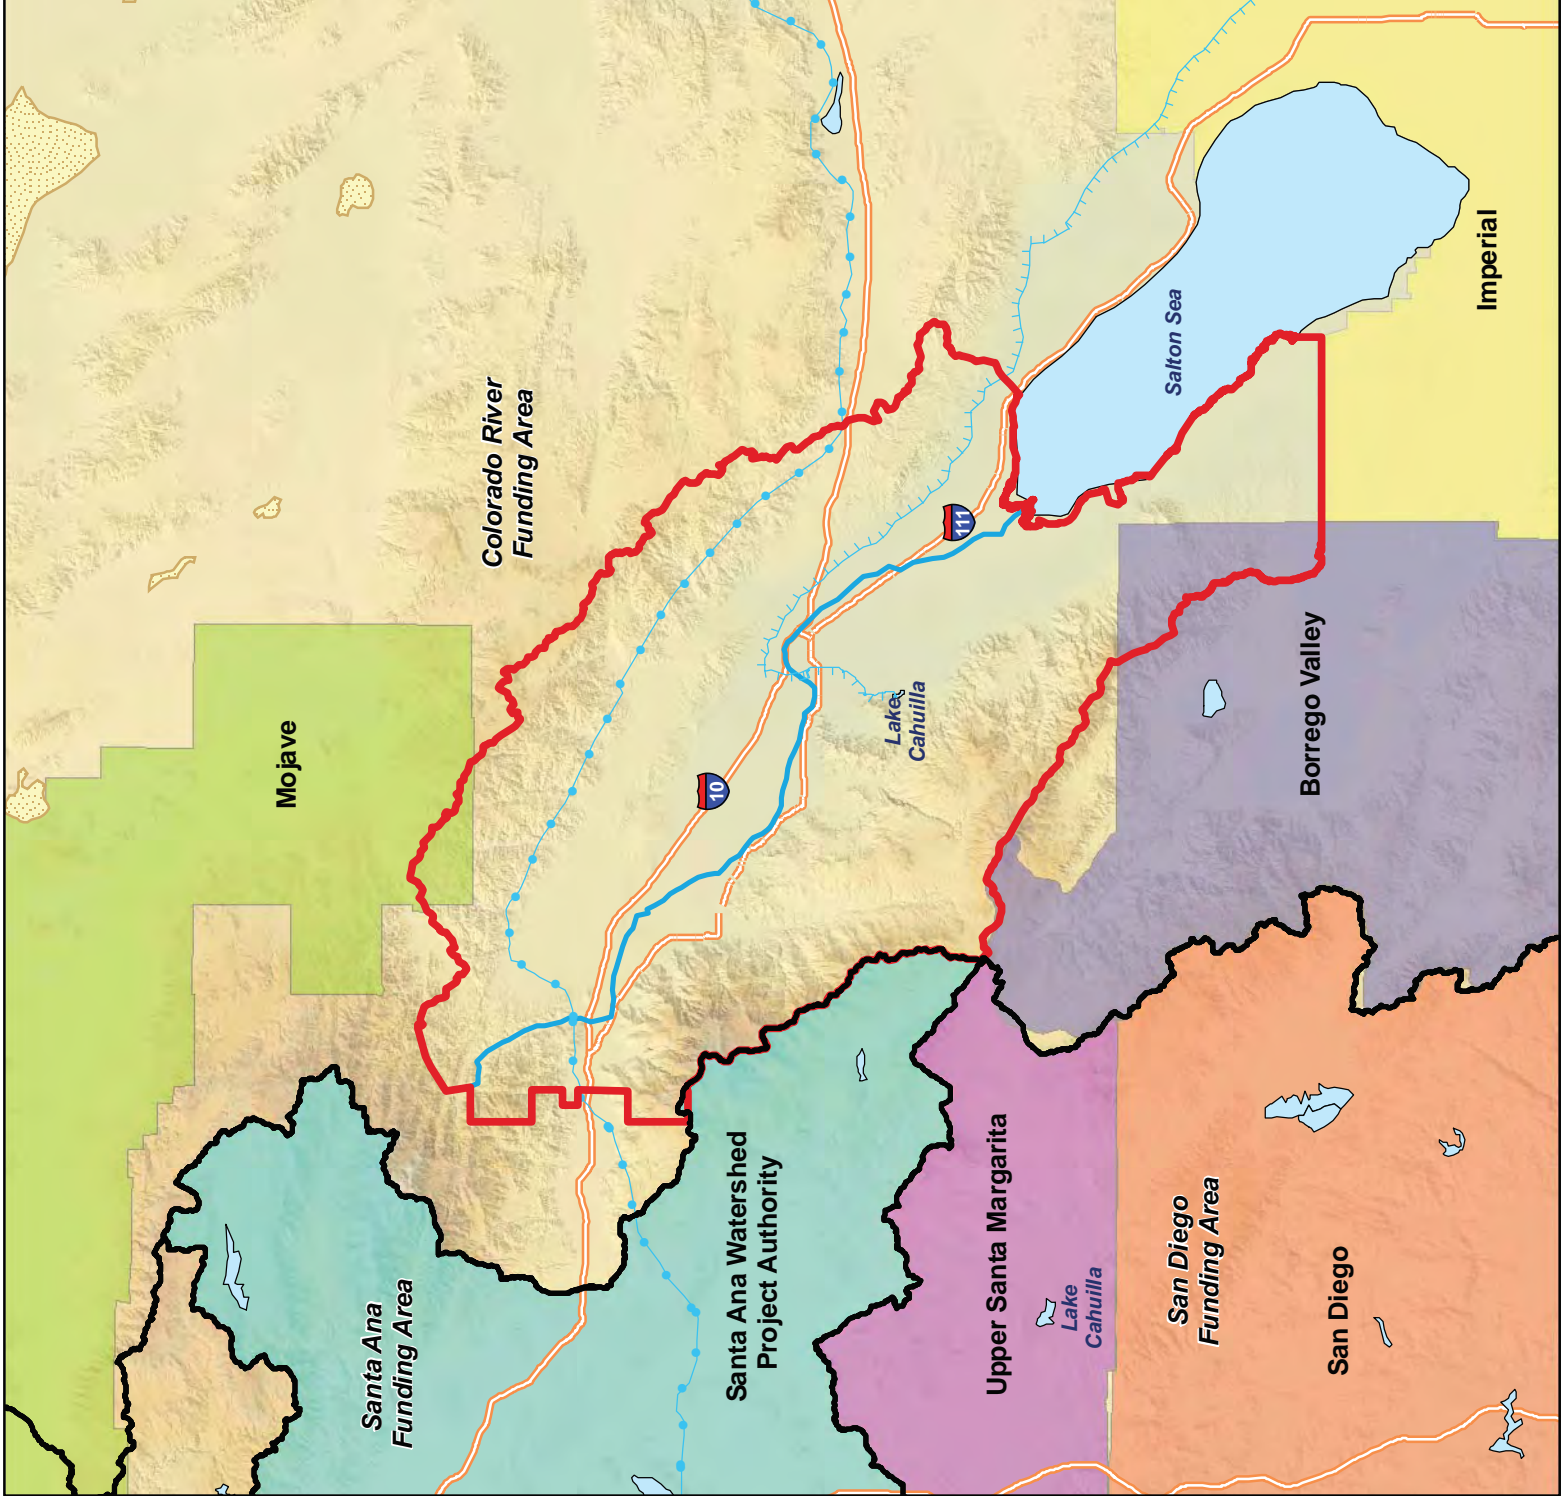 Mojave
Colorado River
Funding Area
Santa Ana
Funding Area
10
111
Salton Sea
Imperial
Lake
Cahuilla
Borrego Valley
Santa Ana Watershed
Project Authority
Upper Santa Margarita
Lake
Cahuilla
San Diego
Funding Area
San Diego